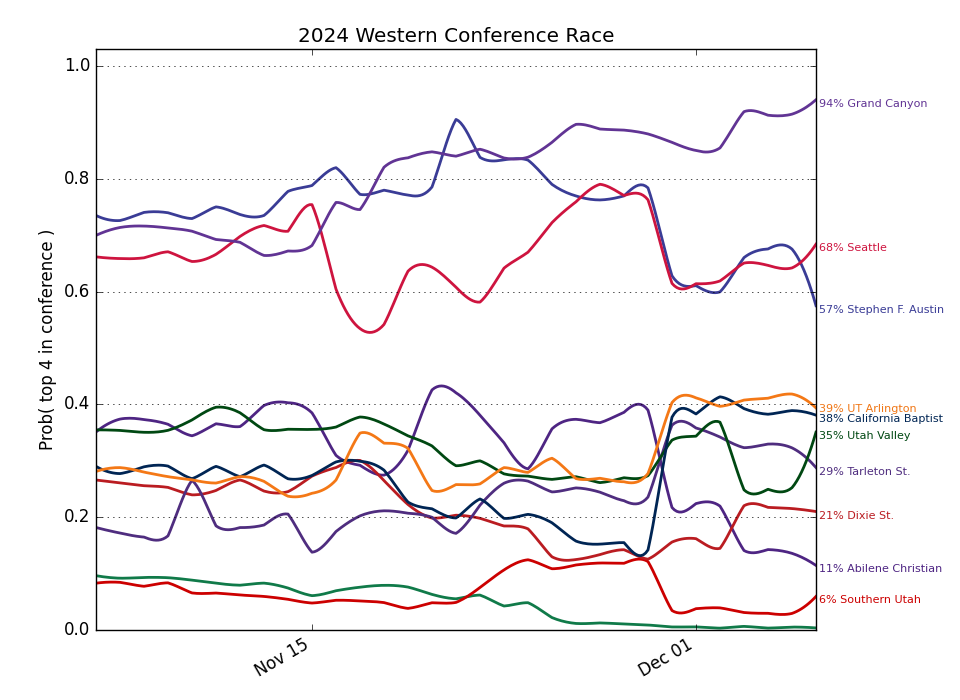 2024 Western Conference Race
1.0
0.8
0.6
0.4
0.2
0.0
Prob( top 4 in conference )
Nov 15
Dec 01
94% Grand Canyon
68% Seattle
57% Stephen F. Austin
39% UT Arlington
38% California Baptist
35% Utah Valley
29% Tarleton St.
21% Dixie St.
11% Abilene Christian
6% Southern Utah